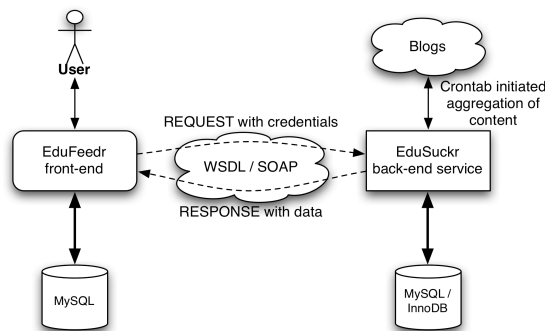 User
Blogs
Crontab initiated
aggregation of
content
REQUEST with credentials
EduFeedr
front-end
WSDL / SOAP
EduSuckr
back-end service
RESPONSE with data
MySQL
MySQL /
InnoDB